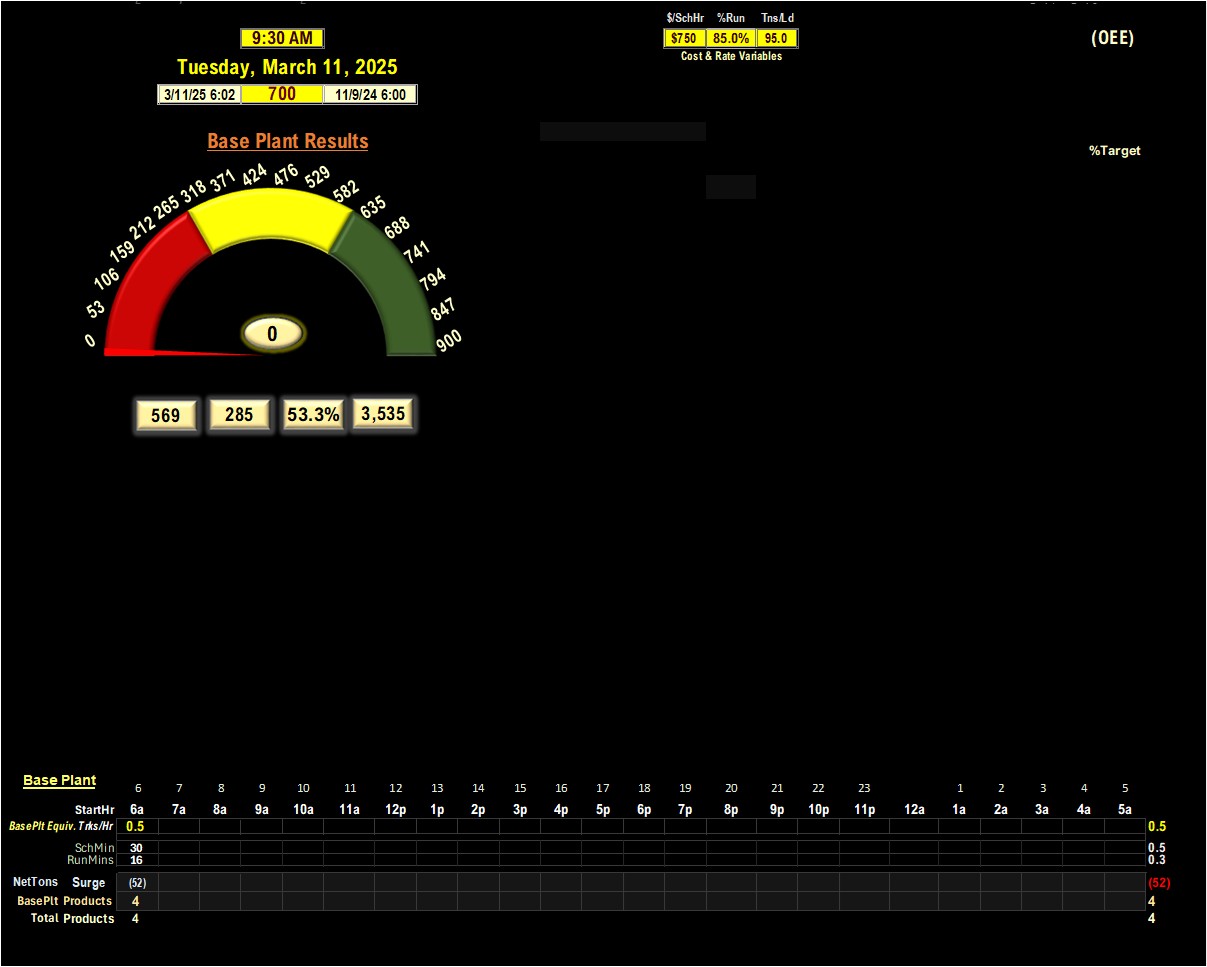 $/SchHr %Run Tns/Ld
9:30 AM
$750 85.0% 95.0
(OEE)
Cost & Rate Variables
Tuesday, March 11, 2025
3/11/25 6:02 700 11/9/24 6:00
Base Plant Results
%Target
0 53 106 159 212 265 318 371 424 476 529 582 635 688 741 794 847 900
0
569 285 53.3% 3,535
Base Plant
6 7 8 9 10 11 12 13 14 15 16 17 18 19 20 21 22 23 1 2 3 4 5
StartHr 6a 7a 8a 9a 10a 11a 12p 1p 2p 3p 4p 5p 6p 7p 8p 9p 10p 11p 12a 1a 2a 3a 4a 5a
BasePlt Equiv. Trks/Hr 0.5 0.5
SchMin 30 0.5
RunMins 16 0.3
NetTons Surge (52) (52)
BasePlt Products 4 4
Total Products 4 4